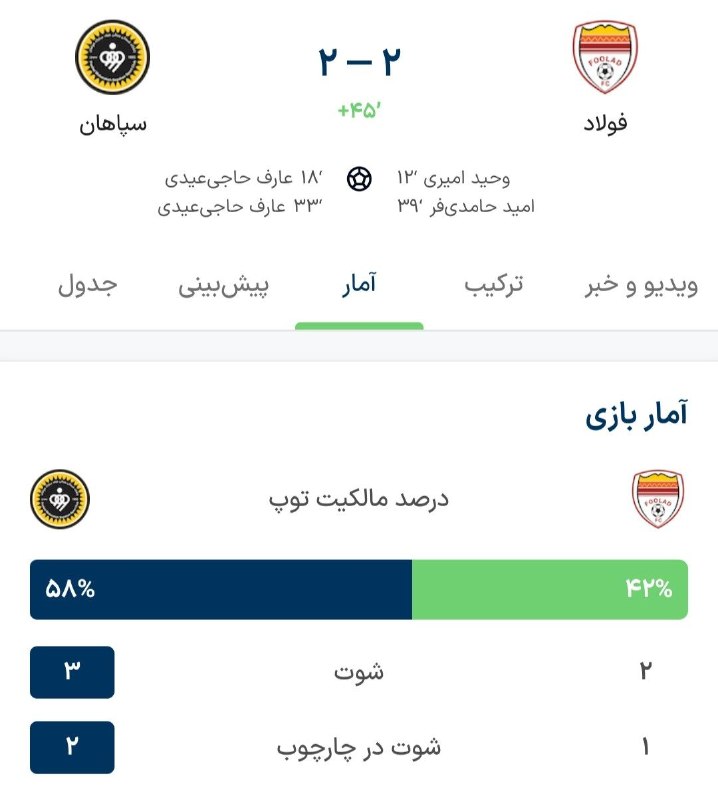 ۲ – ۲
‎+۴۵′
فولاد
سپاهان
وحید امیری ‘۱۲
‘۱۸ عارف حاجی‌عیدی
امید حامدی‌فر ‘۳۹
‘۳۳ عارف حاجی‌عیدی
ویدیو و خبر
ترکیب
آمار
پیش‌بینی
جدول
آمار بازی
FOOLAD FC
درصد مالکیت توپ
۴۲%
۵۸%
۲ شوت ۳
۱ شوت در چارچوب ۲